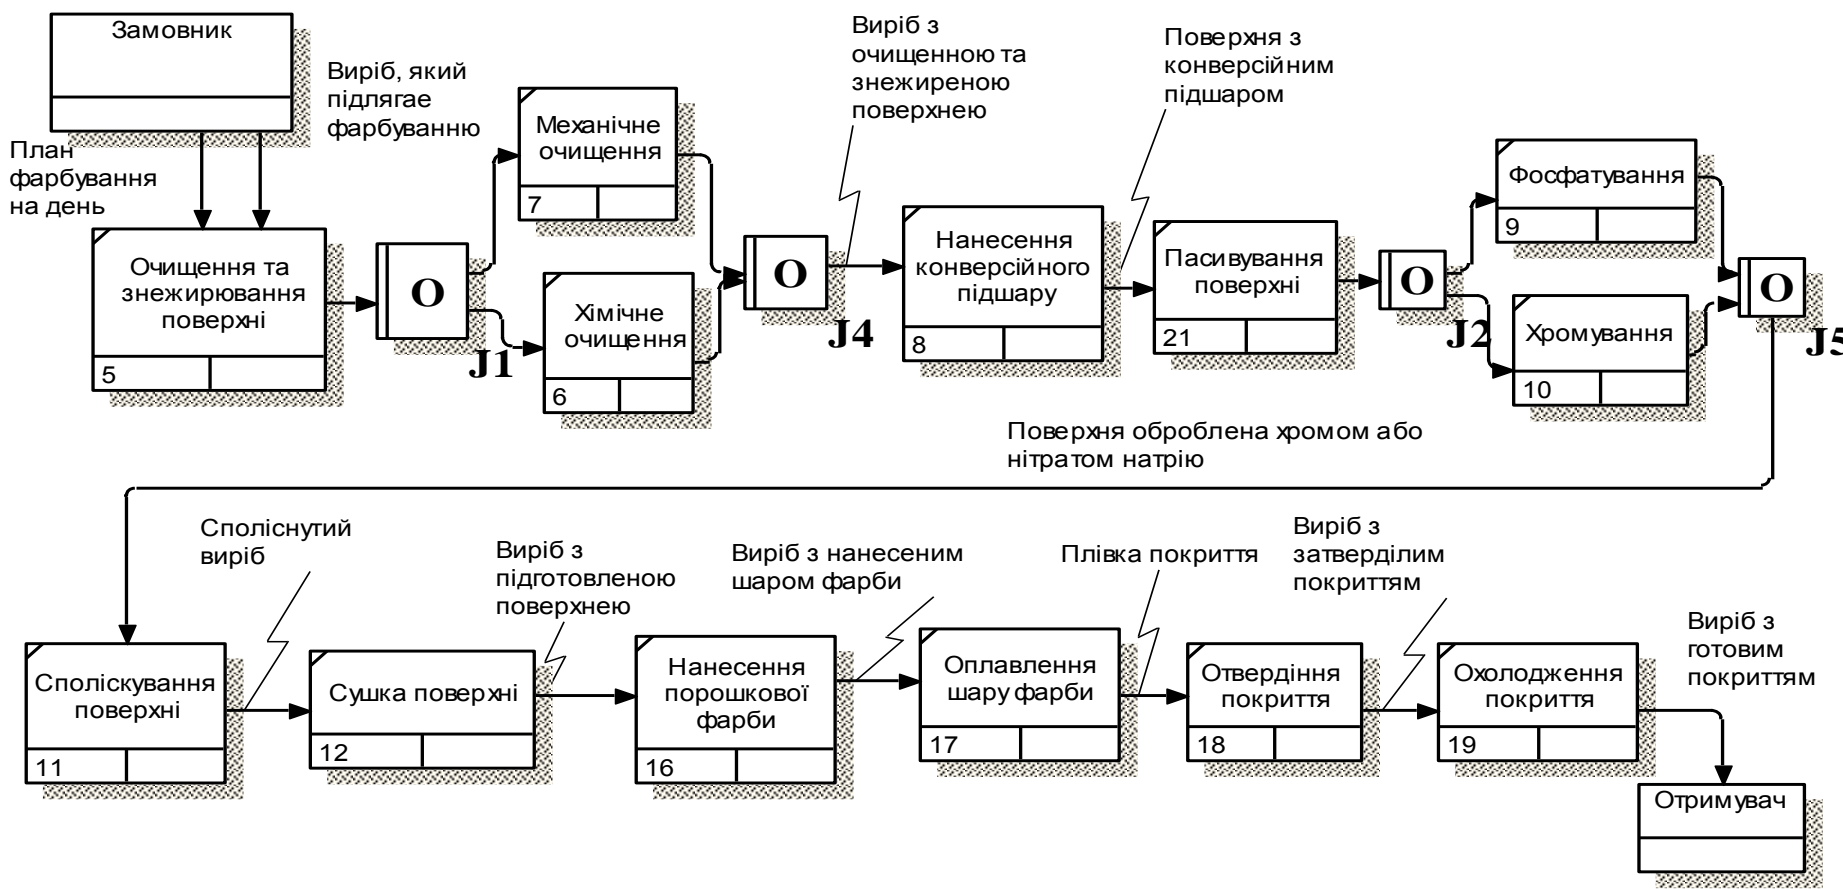 Замовник
План
фарбування
на день
Виріб, який
підлягає
фарбуванню
Очищення та
знежирювання
поверхні
5
O
J1
Механічне
очищення
7
Хімічне
очищення
6
O
J4
Виріб з
очищенною та
знежиреною
поверхнею
Нанесення
конверсійного
підшару
8
Поверхня з
конверсійним
підшаром
Пасивування
поверхні
21
O
J2
Фосфатування
9
Хромування
10
O
J5
Поверхня оброблена хромом або
нітратом натрію
Споліскування
поверхні
11
Споліснутий
виріб
Сушка поверхні
12
Виріб з
підготовленою
поверхнею
Нанесення
порошкової
фарби
16
Виріб з нанесеним
шаром фарби
Оплавлення
шару фарби
17
Плівка покриття
Отвердіння
покриття
18
Виріб з
затверділим
покриттям
Охолодження
покриття
19
Виріб з
готовим
покриттям
Отримувач